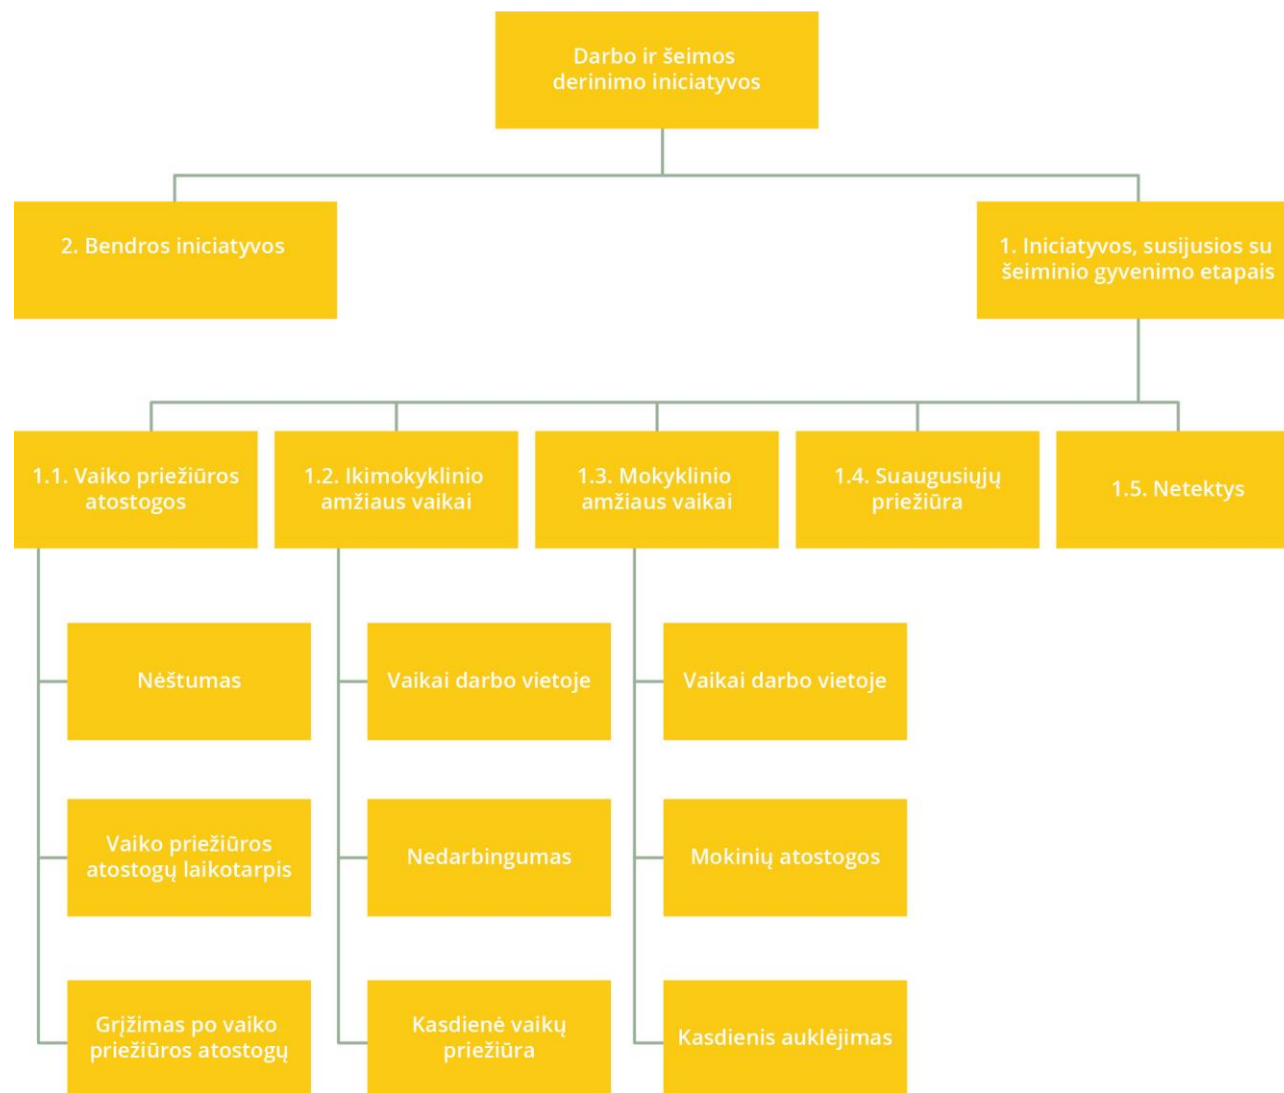 Darbo ir šeimos
derinimo iniciatyvos
2. Bendros iniciatyvos
1. Iniciatyvos, susijusios su
šeiminio gyvenimo etapais
1.1. Vaiko priežiūros
atostogos
1.2. Ikimokyklinio
amžiaus vaikai
1.3. Mokyklinio
amžiaus vaikai
1.4. Suaugusiųjų
priežiūra
1.5. Netektys
Nėštumas
Vaikai darbo vietoje
Vaikai darbo vietoje
Vaiko priežiūros
atostogų laikotarpis
Nedarbingumas
Mokinių atostogos
Grįžimas po vaiko
priežiūros atostogų
Kasdienė vaikų
priežiūra
Kasdienis auklėjimas